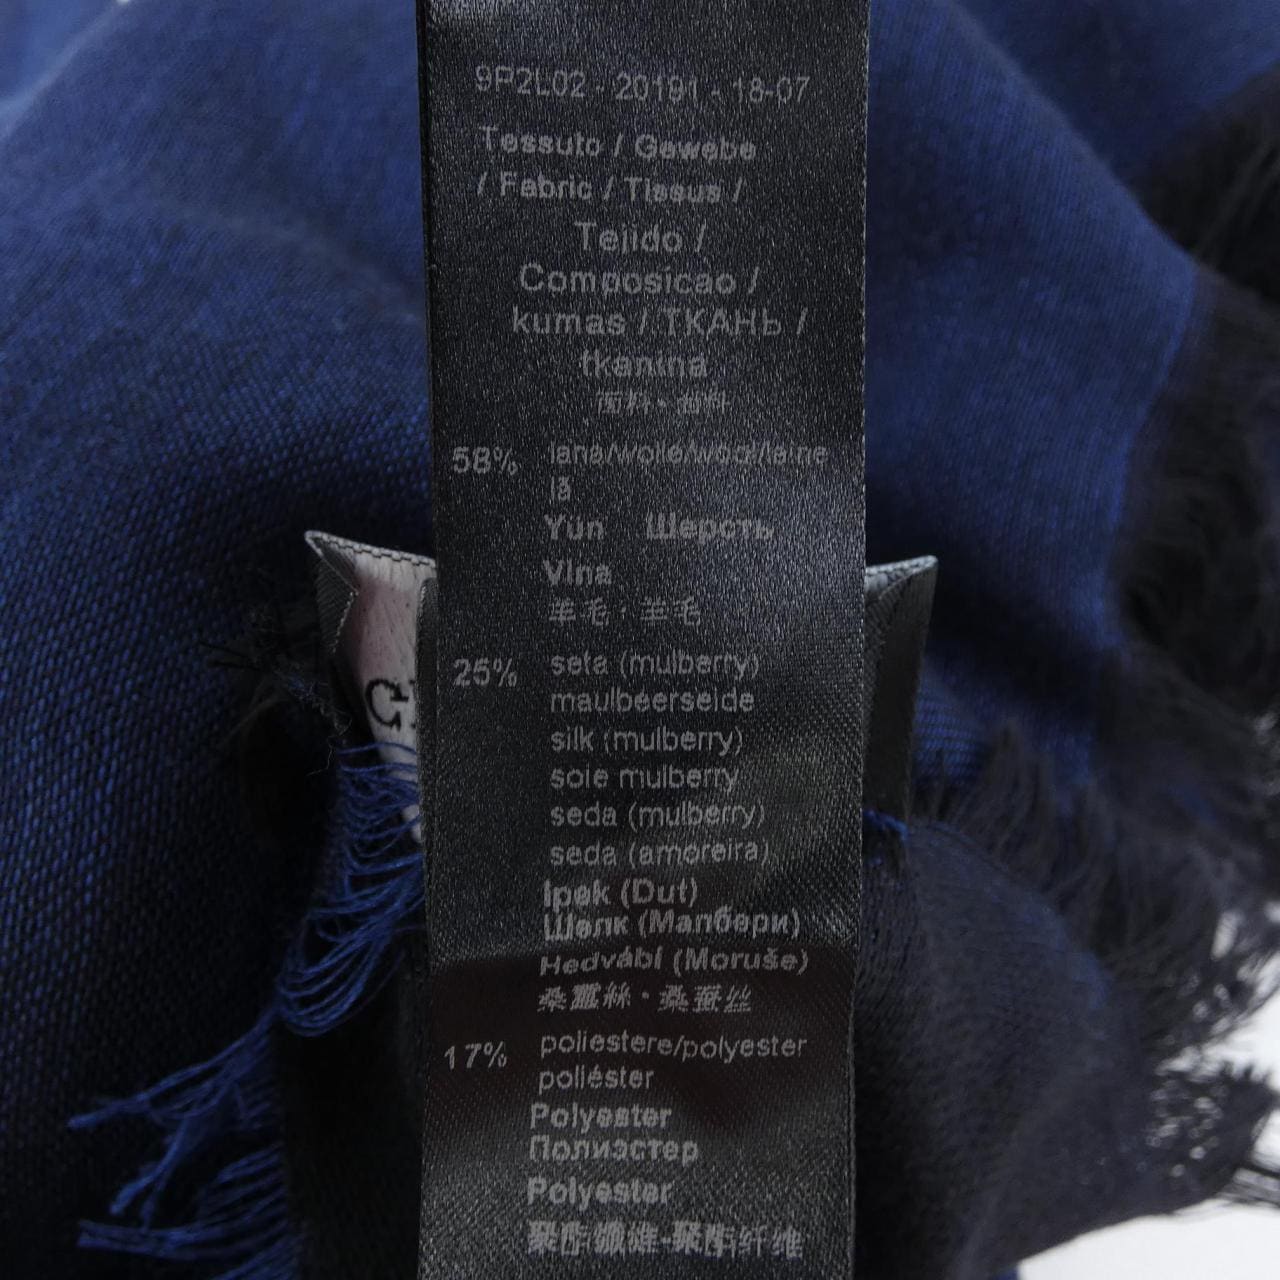 9P2L02 - 20191 - 18-07
Tessuto / Gewebe
/ Fabric / Tissus /
Tejido /
Composicao /
kumas / ТКАНЬ /
tkanina
面料 · 面料
58% lana/wolle/wool/laine
lã
Yün Шерсть
Vlna
羊毛 · 羊毛
25% seta (mulberry)
maulbeerseide
silk (mulberry)
soie mulberry
seda (mulberry)
seda (amoreira)
Ipek (Dut)
Шелк (Малбери)
Hedvábí (Moruše)
桑蠶絲 · 桑蚕丝
17% poliestere/polyester
poliéster
Polyester
Полиэстер
Polyester
聚酯纖維·聚酯纤维